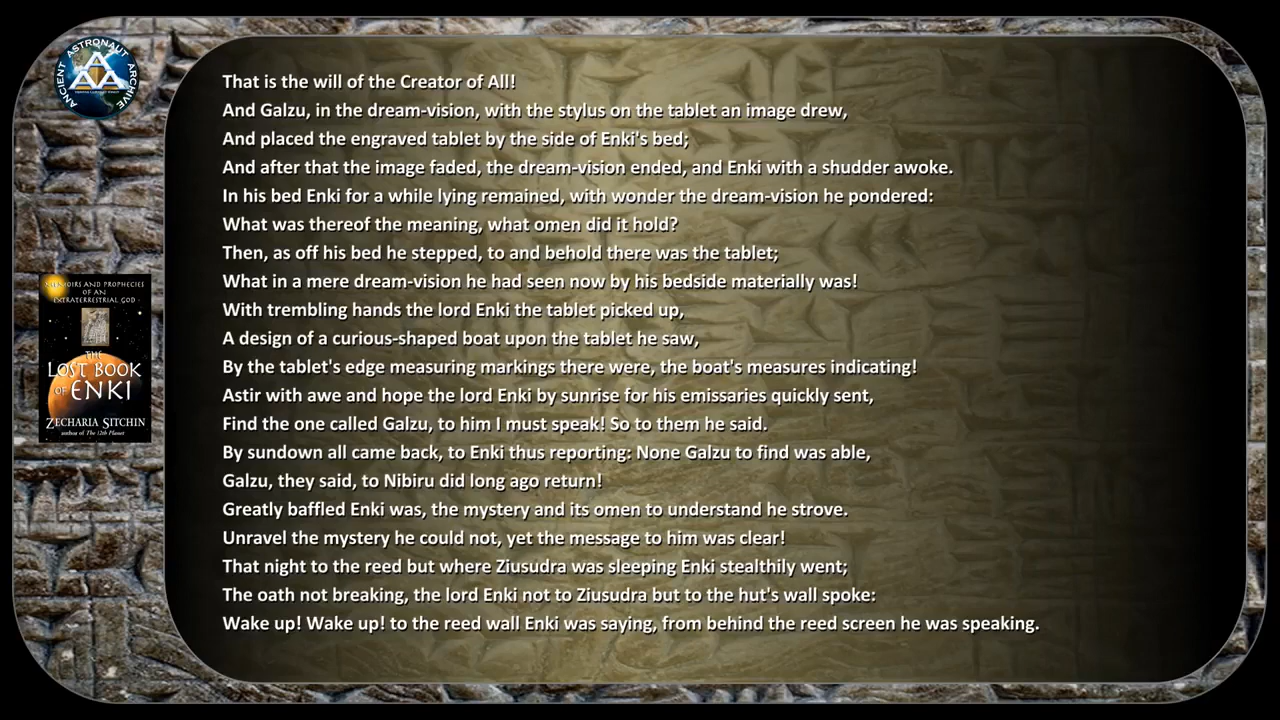 ANCIENT ASTRONAUT ARCHIVE
That is the will of the Creator of All!
And Galzu, in the dream-vision, with the stylus on the tablet an image drew,
And placed the engraved tablet by the side of Enki's bed;
And after that the image faded, the dream-vision ended, and Enki with a shudder awoke.
In his bed Enki for a while lying remained, with wonder the dream-vision he pondered:
What was thereof the meaning, what omen did it hold?
Then, as off his bed he stepped, to and behold there was the tablet;
What in a mere dream-vision he had seen now by his bedside materially was!
With trembling hands the lord Enki the tablet picked up,
A design of a curious-shaped boat upon the tablet he saw,
By the tablet's edge measuring markings there were, the boat's measures indicating!
Astir with awe and hope the lord Enki by sunrise for his emissaries quickly sent,
Find the one called Galzu, to him I must speak! So to them he said.
By sundown all came back, to Enki thus reporting: None Galzu to find was able,
Galzu, they said, to Nibiru did long ago return!
Greatly baffled Enki was, the mystery and its omen to understand he strove.
Unravel the mystery he could not, yet the message to him was clear!
That night to the reed but where Ziusudra was sleeping Enki stealthily went;
The oath not breaking, the lord Enki not to Ziusudra but to the hut's wall spoke:
Wake up! Wake up! to the reed wall Enki was saying, from behind the reed screen he was speaking.
MEMOIRS AND PROPHECIES
OF AN
EXTRATERRESTRIAL GOD
THE
LOST BOOK
OF ENKI
ZECHARIA SITCHIN
author of The 12th Planet